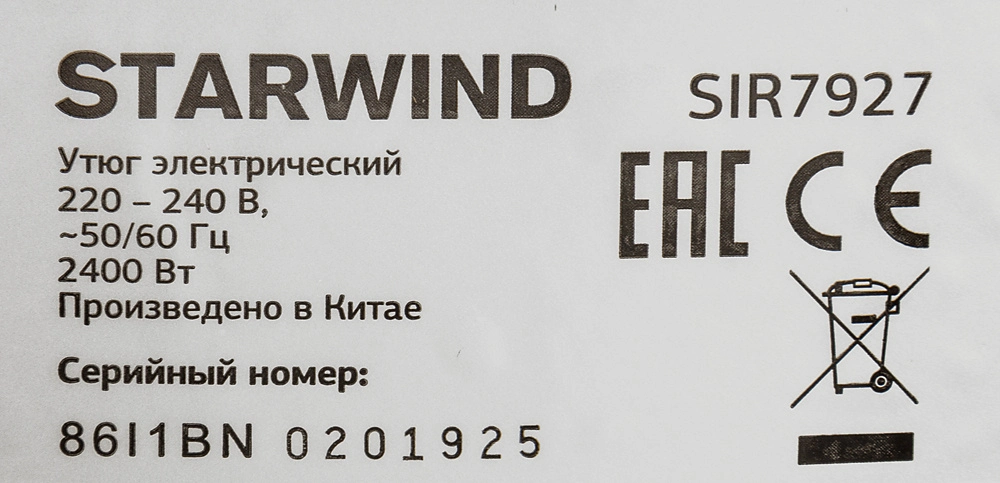 STARWIND
SIR7927
Утюг электрический
220 – 240 В,
~50/60 Гц
2400 Вт
Произведено в Китае
EAC CE
Серийный номер:
86I1BN 0201925